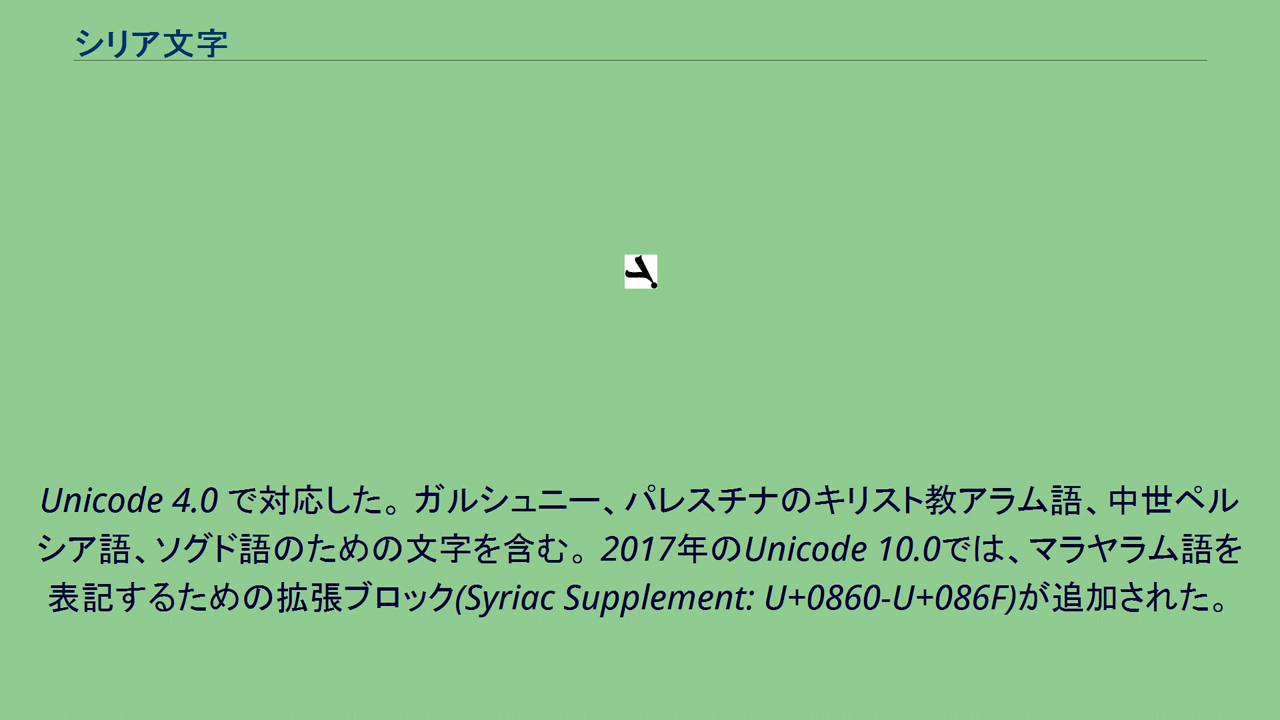 シリア文字
Unicode 4.0 で対応した。ガルシュニー、パレスチナのキリスト教アラム語、中世ペル
シア語、ソグド語のための文字を含む。2017年のUnicode 10.0では、マラヤラム語を
表記するための拡張ブロック(Syriac Supplement: U+0860-U+086F)が追加された。